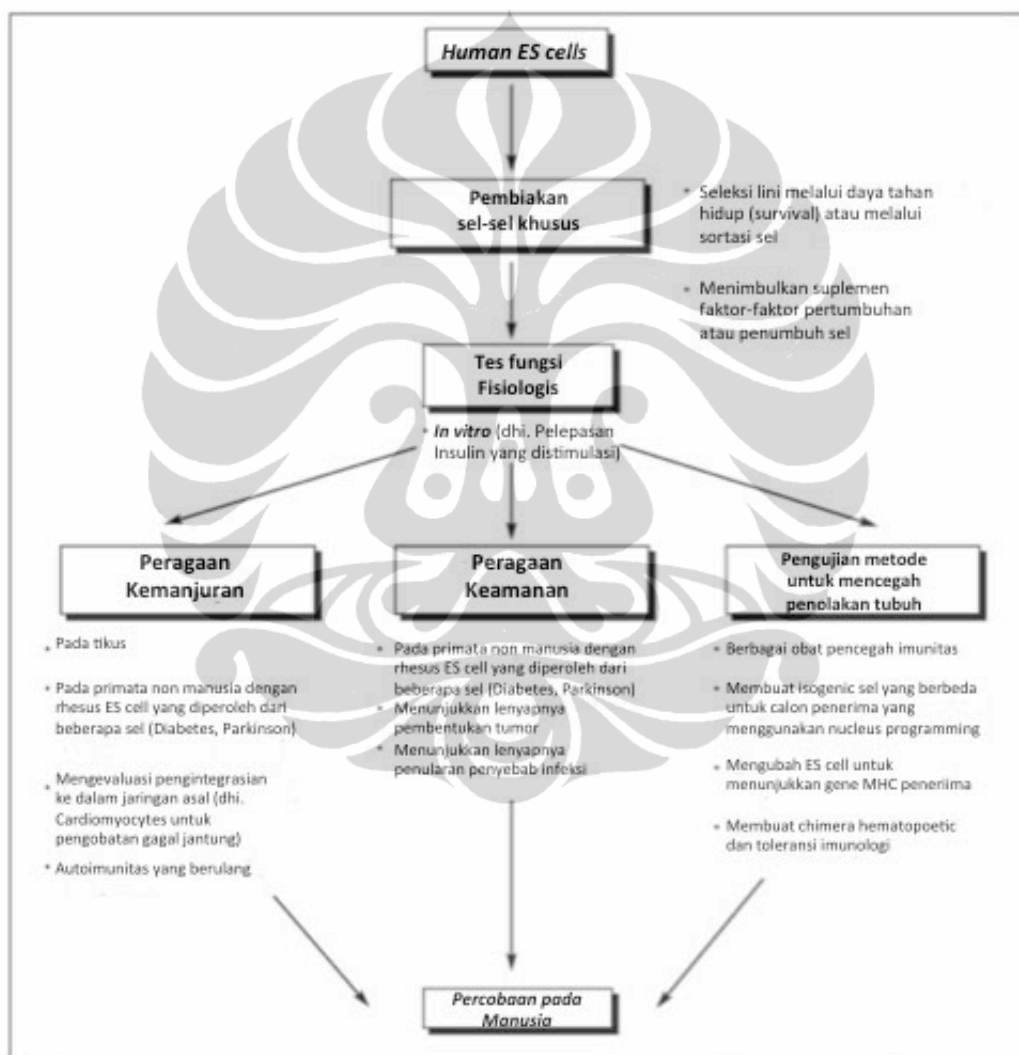 Human ES cells
Pembiakan
sel-sel khusus
* Seleksi lini melalui daya tahan
hidup (survival) atau melalui
sortasi sel
* Menimbulkan suplemen
faktor-faktor pertumbuhan
atau penumbuh sel
Tes fungsi
Fisiologis
* In vitro (dhi. Pelepasan
Insulin yang distimulasi)
Peragaan
Kemanjuran
* Pada tikus
* Pada primata non manusia dengan
rhesus ES cell yang diperoleh dari
beberapa sel (Diabetes, Parkinson)
* Mengevaluasi pengintegrasian
ke dalam jaringan asal (dhi.
Cardiomyocytes untuk
pengobatan gagal jantung)
* Autoimunitas yang berulang
Peragaan
Keamanan
* Pada primata non manusia dengan
rhesus ES cell yang diperoleh dari
beberapa sel (Diabetes, Parkinson)
* Menunjukkan lenyapnya
pembentukan tumor
* Menunjukkan lenyapnya
penularan penyebab infeksi
Pengujian metode
untuk mencegah
penolakan tubuh
* Berbagai obat pencegah imunitas
* Membuat isogenic sel yang berbeda
untuk calon penerima yang
menggunakan nucleus programming
* Mengubah ES cell untuk
menunjukkan gene MHC peneriima
* Membuat chimera hematopoetic
dan toleransi imunologi
Percobaan pada
Manusia